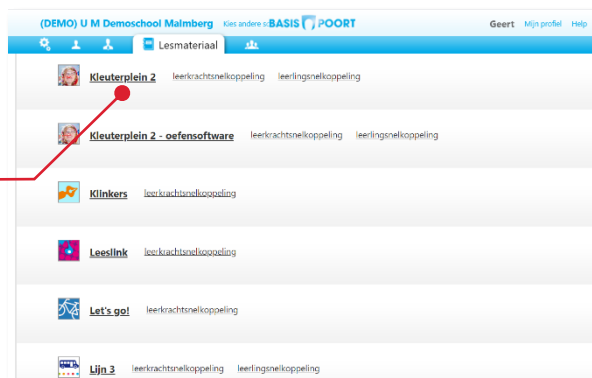 (DEMO) U M Demoschool Malmberg Kies andere s BASIS POORT Geert Mijn profiel Help
Lesmateriaal
Kleuterplein 2 leerkrachtsnelkoppeling leerlingsnelkoppeling
Kleuterplein 2 - oefensoftware leerkrachtsnelkoppeling leerlingsnelkoppeling
Klinkers leerkrachtsnelkoppeling
Leeslink leerkrachtsnelkoppeling
Let's go! leerkrachtsnelkoppeling
Lijn 3 leerkrachtsnelkoppeling leerlingsnelkoppeling